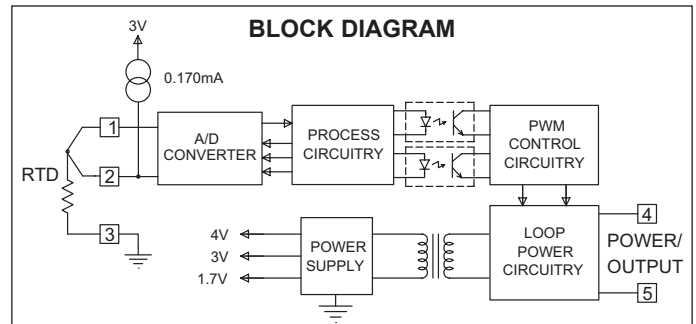 BLOCK DIAGRAM
3V
0.170mA
1
A/D
CONVERTER
PROCESS
CIRCUITRY
PWM
CONTROL
CIRCUITRY
RTD
2
3
4V
3V
1.7V
POWER
SUPPLY
LOOP
POWER
CIRCUITRY
4
POWER/
OUTPUT
5